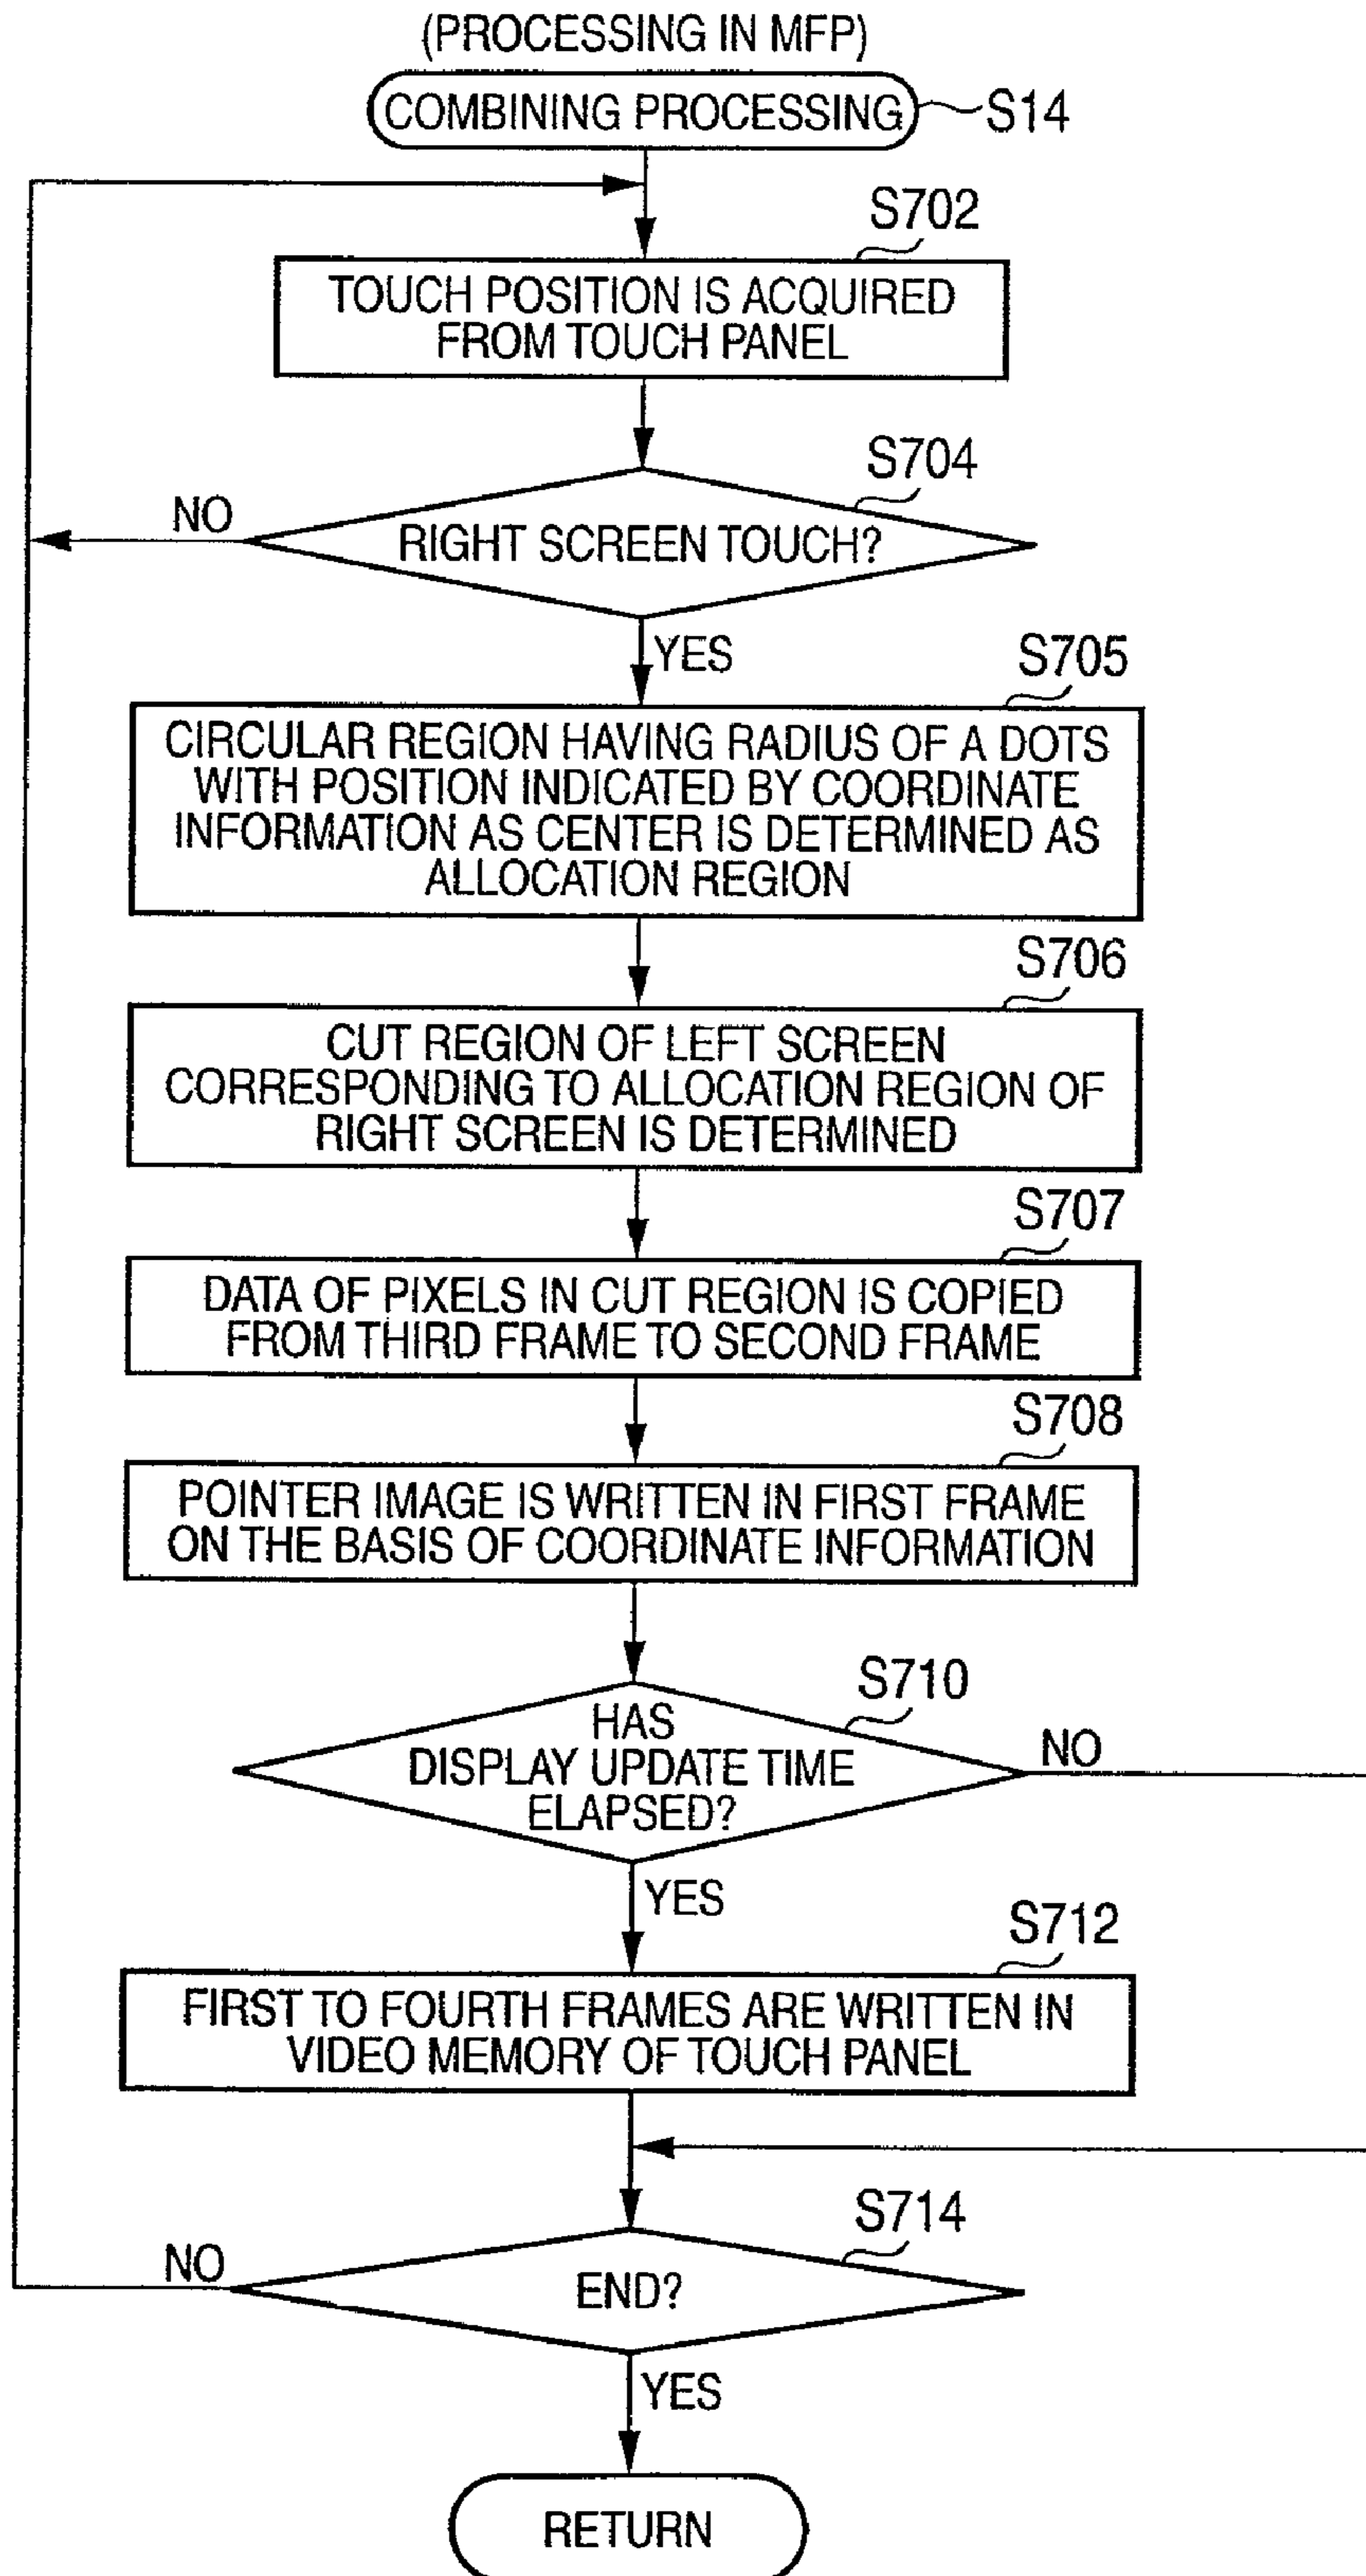 (PROCESSING IN MFP)
COMBINING PROCESSING
S14
S702
TOUCH POSITION IS ACQUIRED
FROM TOUCH PANEL
S704
NO
RIGHT SCREEN TOUCH?
YES
S705
CIRCULAR REGION HAVING RADIUS OF A DOTS
WITH POSITION INDICATED BY COORDINATE
INFORMATION AS CENTER IS DETERMINED AS
ALLOCATION REGION
S706
CUT REGION OF LEFT SCREEN
CORRESPONDING TO ALLOCATION REGION OF
RIGHT SCREEN IS DETERMINED
S707
DATA OF PIXELS IN CUT REGION IS COPIED
FROM THIRD FRAME TO SECOND FRAME
S708
POINTER IMAGE IS WRITTEN IN FIRST FRAME
ON THE BASIS OF COORDINATE INFORMATION
S710
HAS
DISPLAY UPDATE TIME
ELAPSED?
NO
YES
S712
FIRST TO FOURTH FRAMES ARE WRITTEN IN
VIDEO MEMORY OF TOUCH PANEL
S714
NO
END?
YES
RETURN